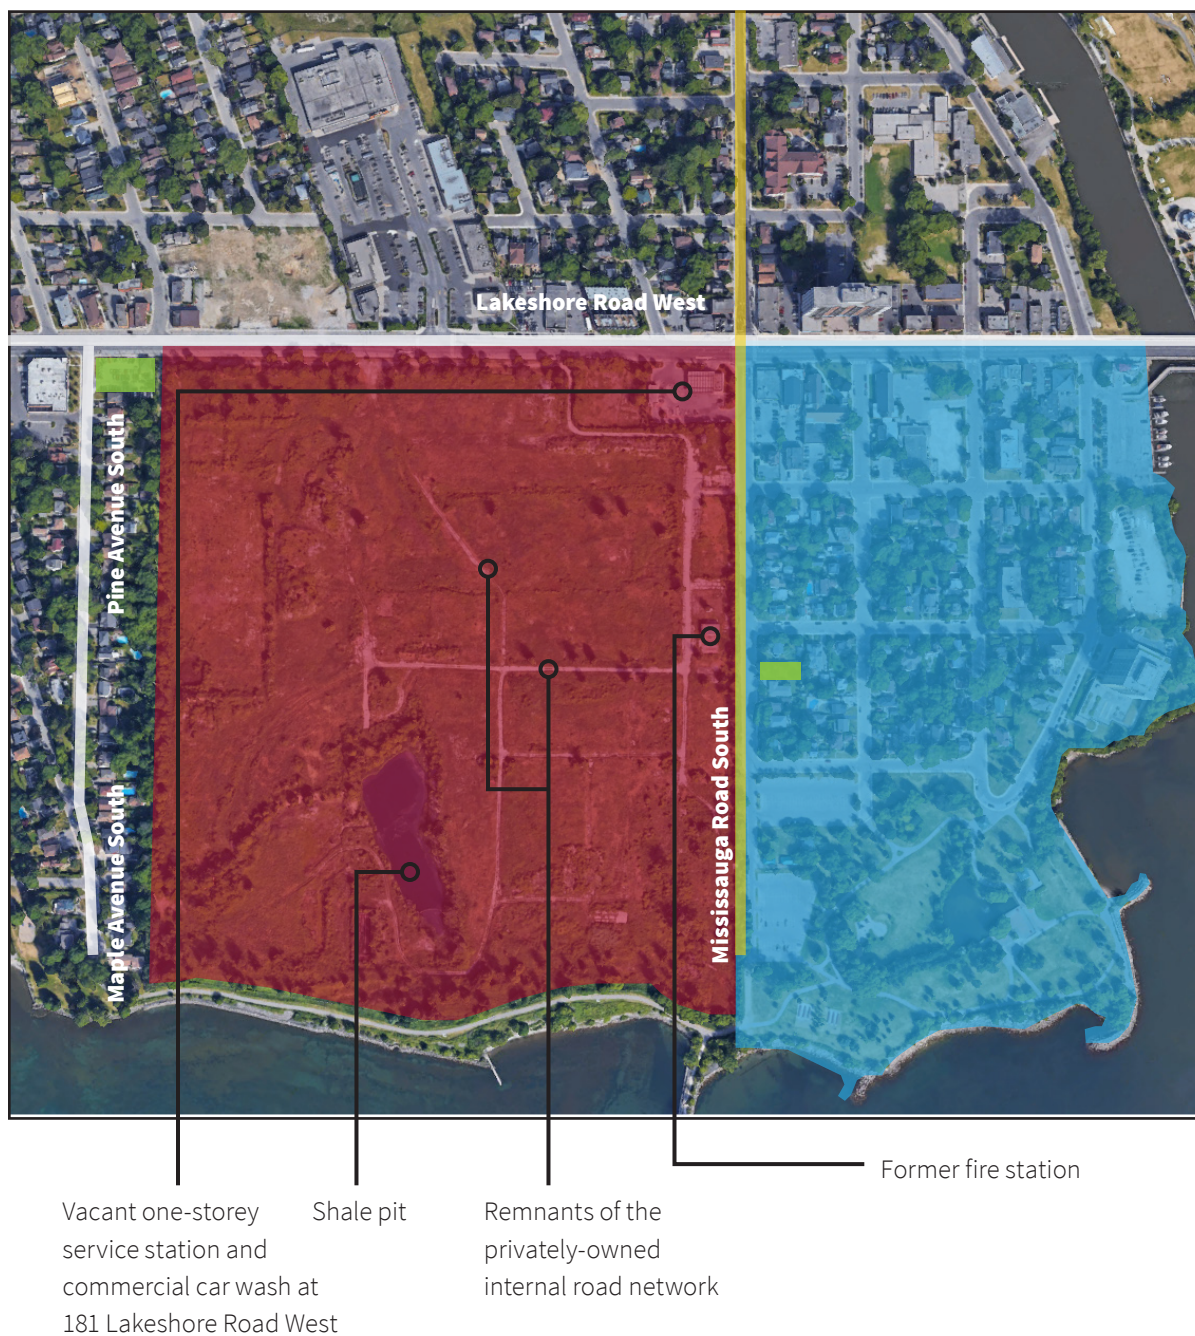 Lakeshore Road West
Pine Avenue South
Maple Avenue South
Mississauga Road South
Former fire station
Vacant one-storey
service station and
commercial car wash at
181 Lakeshore Road West
Shale pit
Remnants of the
privately-owned
internal road network